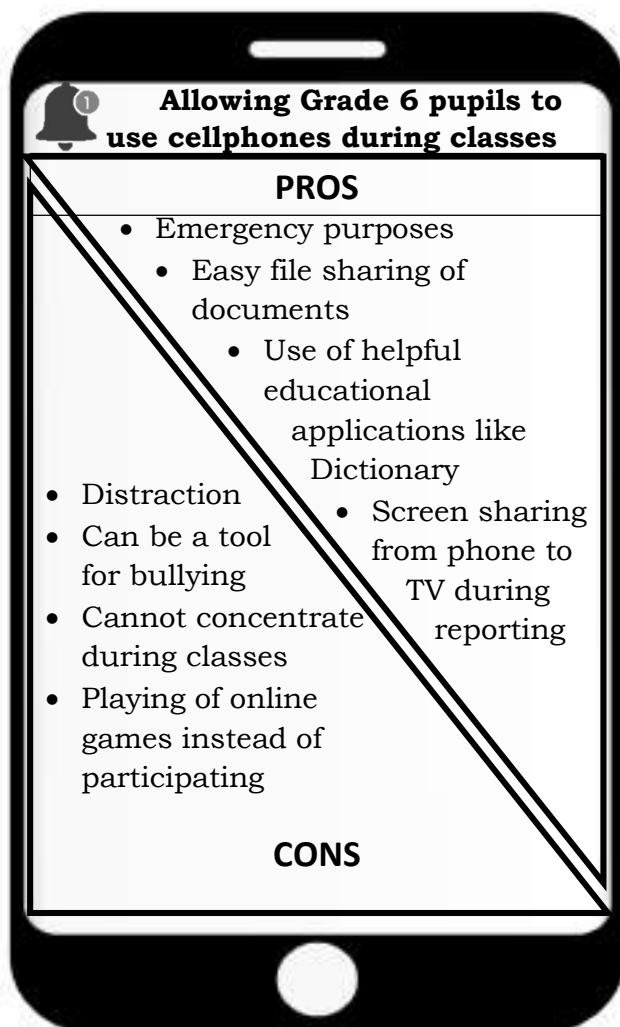 1
Allowing Grade 6 pupils to
use cellphones during classes
PROS
• Emergency purposes
• Easy file sharing of
documents
• Use of helpful
educational
applications like
Dictionary
• Screen sharing
from phone to
TV during
reporting
• Distraction
• Can be a tool
for bullying
• Cannot concentrate
during classes
• Playing of online
games instead of
participating
CONS